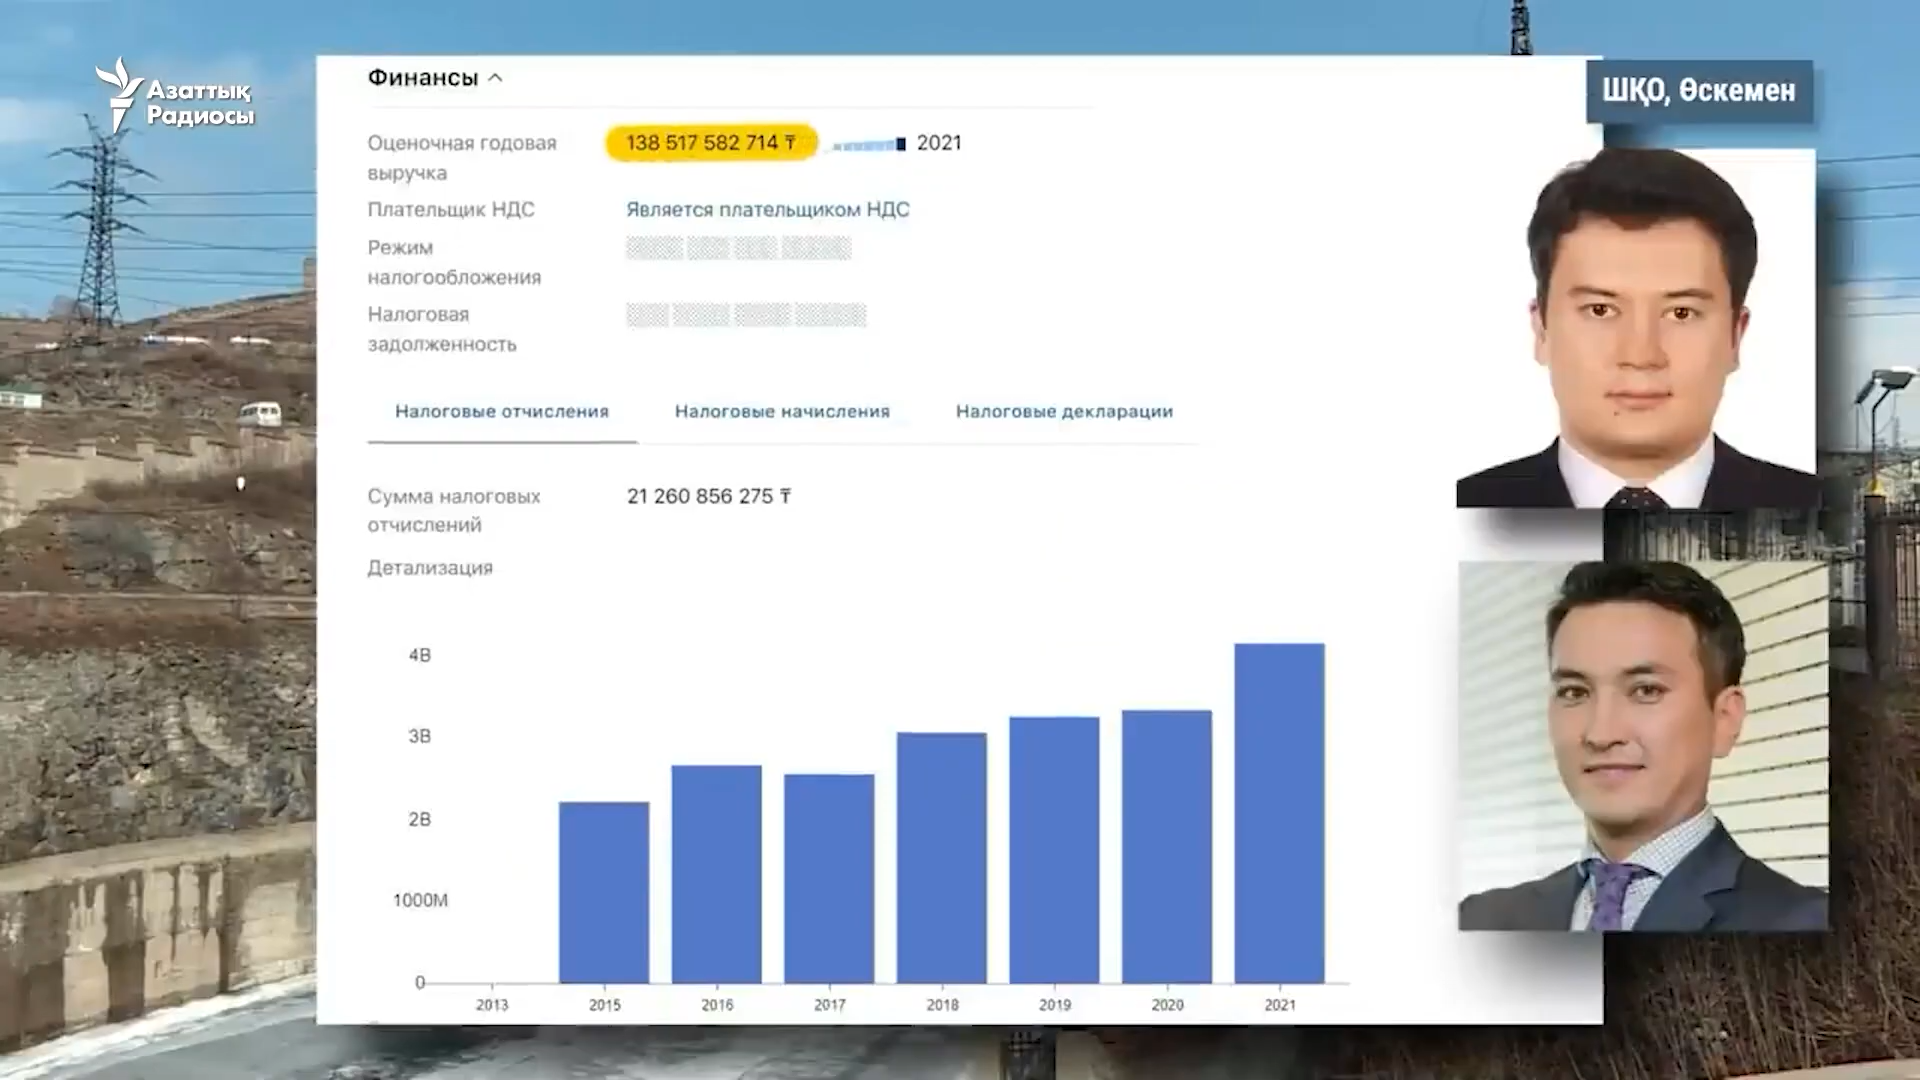 Азаттық
Радиосы
ШҚО, Өскемен
Финансы
Оценочная годовая
выручка
138 517 582 714 ₸
2021
Плательщик НДС
Является плательщиком НДС
Режим
налогообложения
Налоговая
задолженность
Налоговые отчисления
Налоговые начисления
Налоговые декларации
Сумма налоговых
отчислений
21 260 856 275 ₸
Детализация
4B
3B
2B
1000M
0
2013
2015
2016
2017
2018
2019
2020
2021